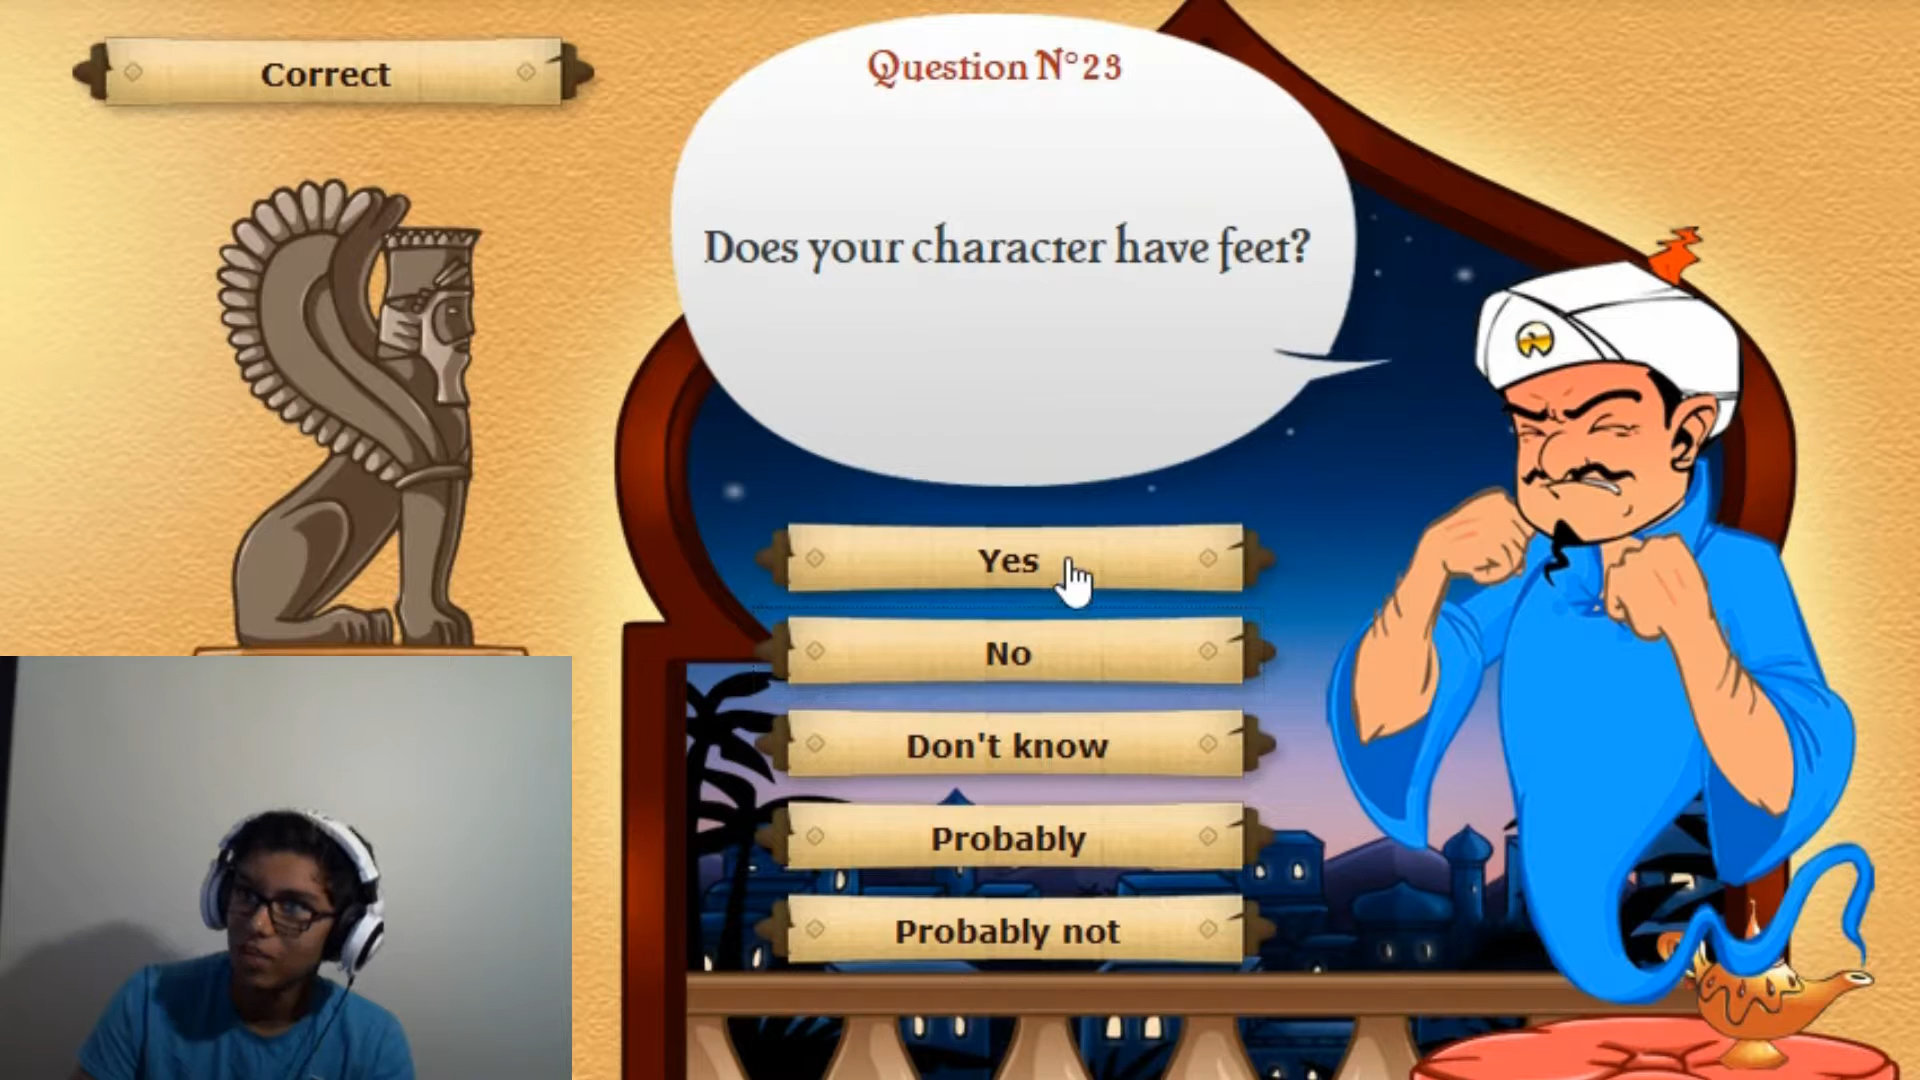 Correct
Question N°23
Does your character have feet?
Yes
No
Don't know
Probably
Probably not